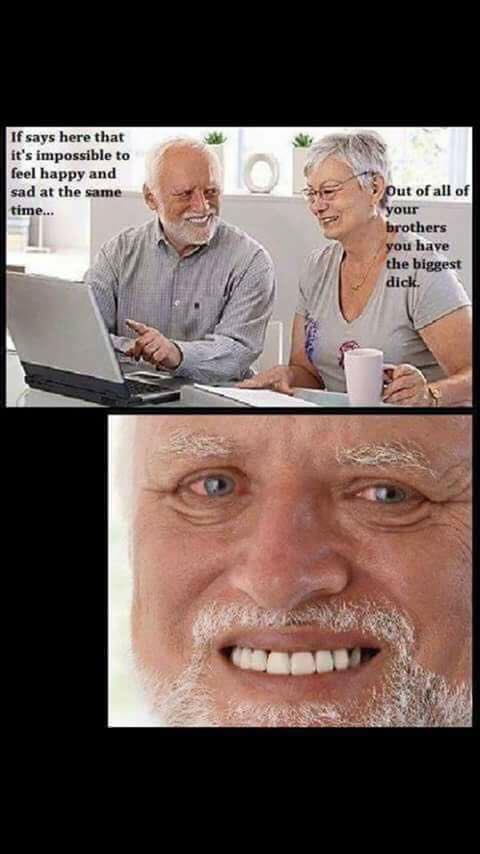 If says here that
it's impossible to
feel happy and
sad at the same
time...
Out of all of
your
brothers
you have
the biggest
dick.